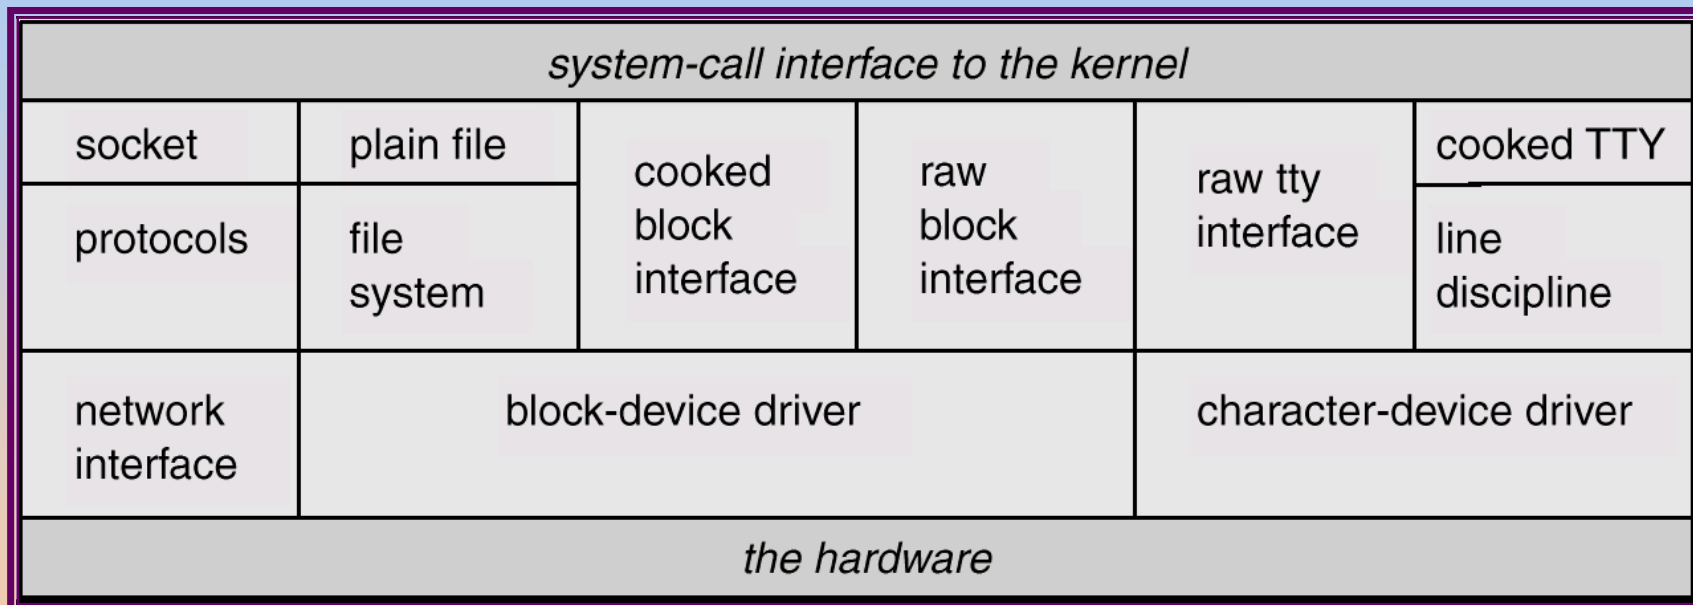 system-call interface to the kernel
socket
plain file
cooked
block
interface
raw
block
interface
raw tty
interface
cooked TTY
protocols
file
system
line
discipline
network
interface
block-device driver
character-device driver
the hardware